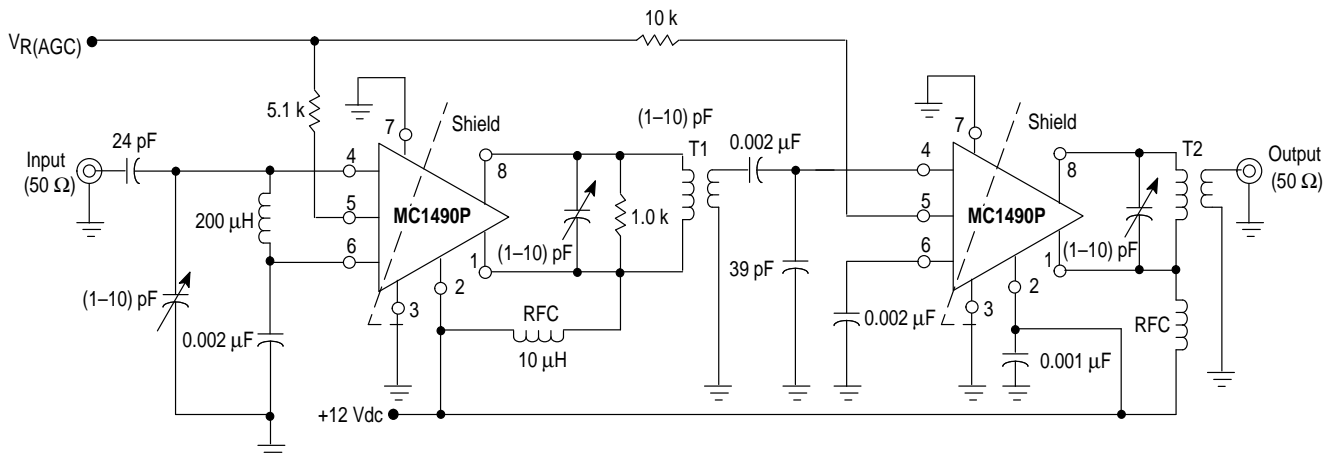 10 k
VR(AGC)
5.1 k
7
Shield
(1–10) pF
T1
0.002 μF
7
Shield
T2
24 pF
Input
(50 Ω)
4
8
4
8
Output
(50 Ω)
200 μH
5
MC1490P
1.0 k
5
MC1490P
6
(1–10) pF
1
39 pF
6
(1–10) pF
1
(1–10) pF
2
3
RFC
10 μH
0.002 μF
2
3
RFC
0.002 μF
0.001 μF
+12 Vdc